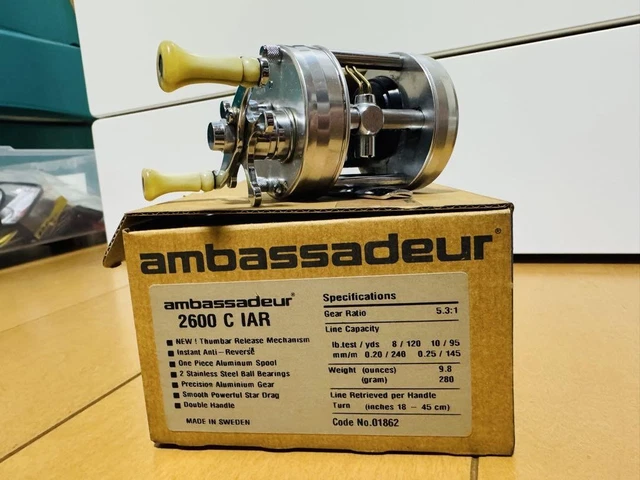 ambassadeur®
ambassadeur®
2600 C IAR
NEW ! Thumbar Release Mechanism
Instant Anti-Reverse
One Piece Aluminum Spool
2 Stainless Steel Ball Bearings
Precision Aluminium Gear
Smooth Powerful Star Drag
Double Handle
MADE IN SWEDEN
Specifications
Gear Ratio 5.3:1
Line Capacity
lb.test / yds 8 / 120 10 / 95
mm/m 0.20 / 240 0.25 / 145
Weight (ounces) 9.8
(gram) 280
Line Retrieved per Handle
Turn (inches 18 - 45 cm)
Code No.01862